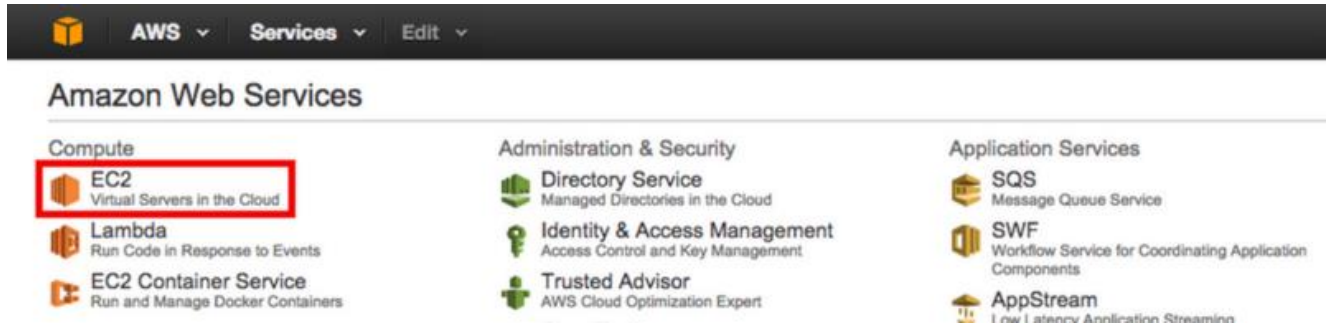 AWS Services Edit
Amazon Web Services
Compute
EC2
Virtual Servers in the Cloud
Lambda
Run Code in Response to Events
EC2 Container Service
Run and Manage Docker Containers
Administration & Security
Directory Service
Managed Directories in the Cloud
Identity & Access Management
Access Control and Key Management
Trusted Advisor
AWS Cloud Optimization Expert
Application Services
SQS
Message Queue Service
SWF
Workflow Service for Coordinating Application
Components
AppStream
Low Latency Application Streaming